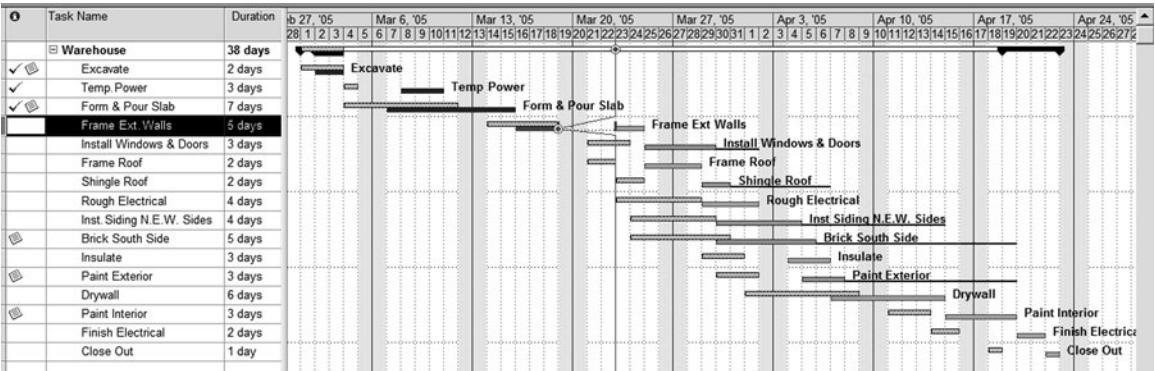 Task Name Duration eb 27, '05 Mar 6, '05 Mar 13, '05 Mar 20, '05 Mar 27, '05 Apr 3, '05 Apr 10, '05 Apr 17, '05 Apr 24, '05
28 1 2 3 4 5 6 7 8 9 10 11 12 13 14 15 16 17 18 19 20 21 22 23 24 25 26 27 28 29 30 31 1 2 3 4 5 6 7 8 9 10 11 12 13 14 15 16 17 18 19 20 21 22 23 24 25 26 27
Warehouse 38 days
Excavate 2 days Excavate
Temp. Power 3 days Temp Power
Form & Pour Slab 7 days Form & Pour Slab
Frame Ext. Walls 5 days Frame Ext Walls
Install Windows & Doors 3 days Install Windows & Doors
Frame Roof 2 days Frame Roof
Shingle Roof 2 days Shingle Roof
Rough Electrical 4 days Rough Electrical
Inst. Siding N.E.W. Sides 4 days Inst Siding N.E.W. Sides
Brick South Side 5 days Brick South Side
Insulate 3 days Insulate
Paint Exterior 3 days Paint Exterior
Drywall 6 days Drywall
Paint Interior 3 days Paint Interior
Finish Electrical 2 days Finish Electrica
Close Out 1 day Close Out